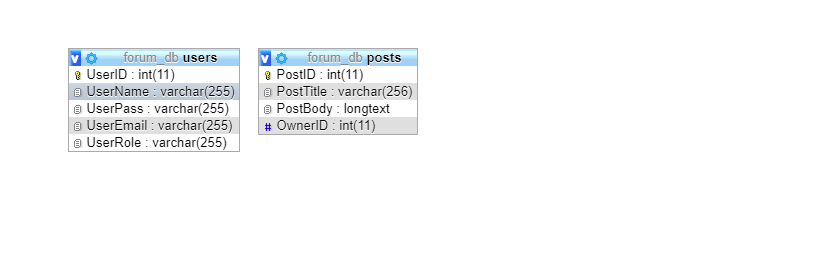 forum_db users
UserID : int(11)
UserName : varchar(255)
UserPass : varchar(255)
UserEmail : varchar(255)
UserRole : varchar(255)
forum_db posts
PostID : int(11)
PostTitle : varchar(256)
PostBody : longtext
# OwnerID : int(11)